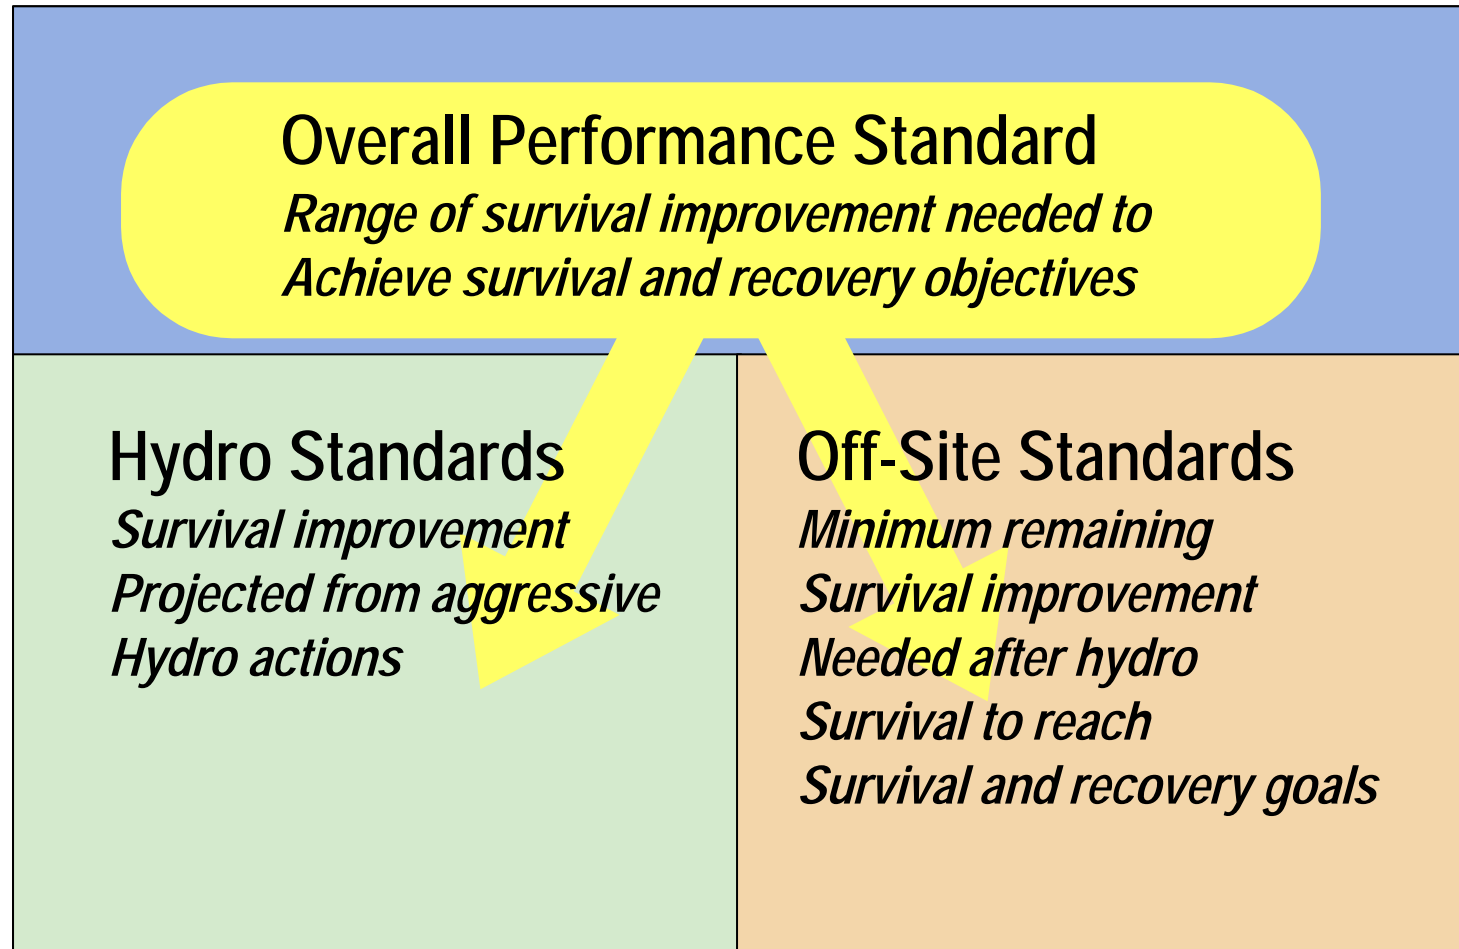 Overall Performance Standard
Range of survival improvement needed to
Achieve survival and recovery objectives
Hydro Standards
Survival improvement
Projected from aggressive
Hydro actions
Off-Site Standards
Minimum remaining
Survival improvement
Needed after hydro
Survival to reach
Survival and recovery goals